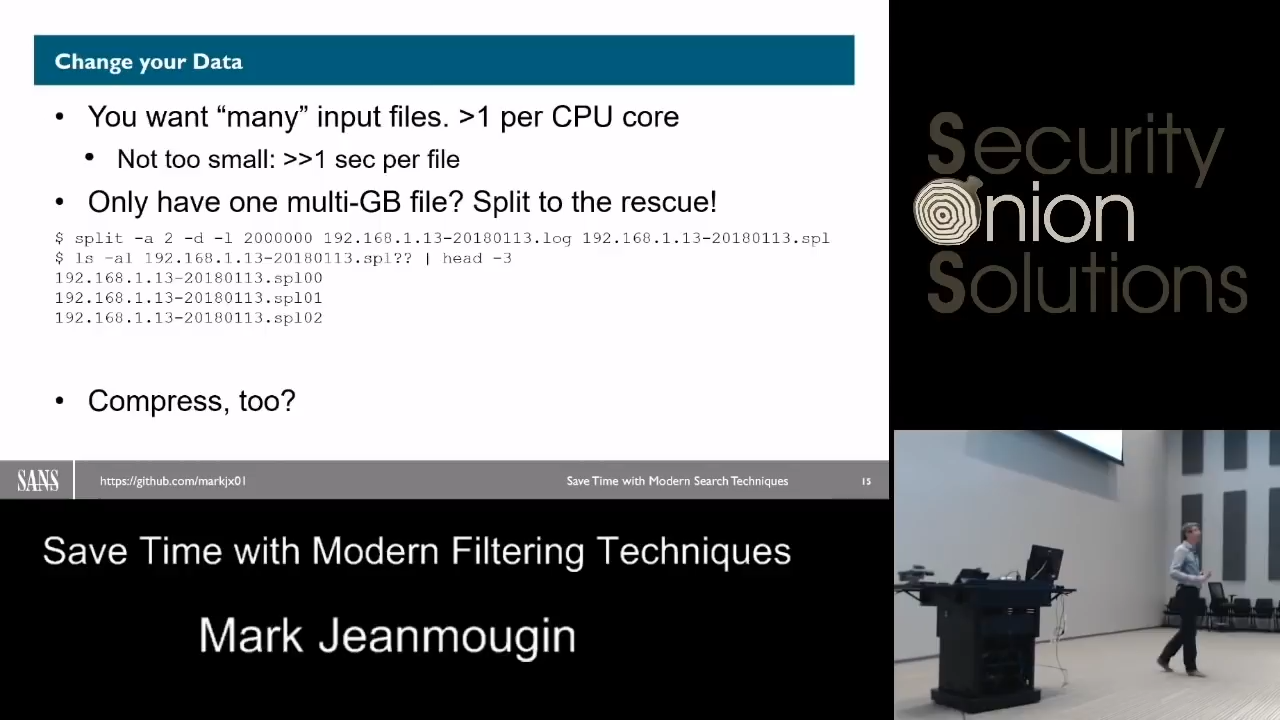 Change your Data
• You want “many” input files. >1 per CPU core
• Not too small: >>1 sec per file
• Only have one multi-GB file? Split to the rescue!
$ split -a 2 -d -l 2000000 192.168.1.13-20180113.log 192.168.1.13-20180113.spl
$ ls -al 192.168.1.13-20180113.spl?? | head -3
192.168.1.13-20180113.spl00
192.168.1.13-20180113.spl01
192.168.1.13-20180113.spl02
• Compress, too?
SANS
https://github.com/markjx01
Save Time with Modern Search Techniques
15
Security
Onion
Solutions
Save Time with Modern Filtering Techniques
Mark Jeanmougin